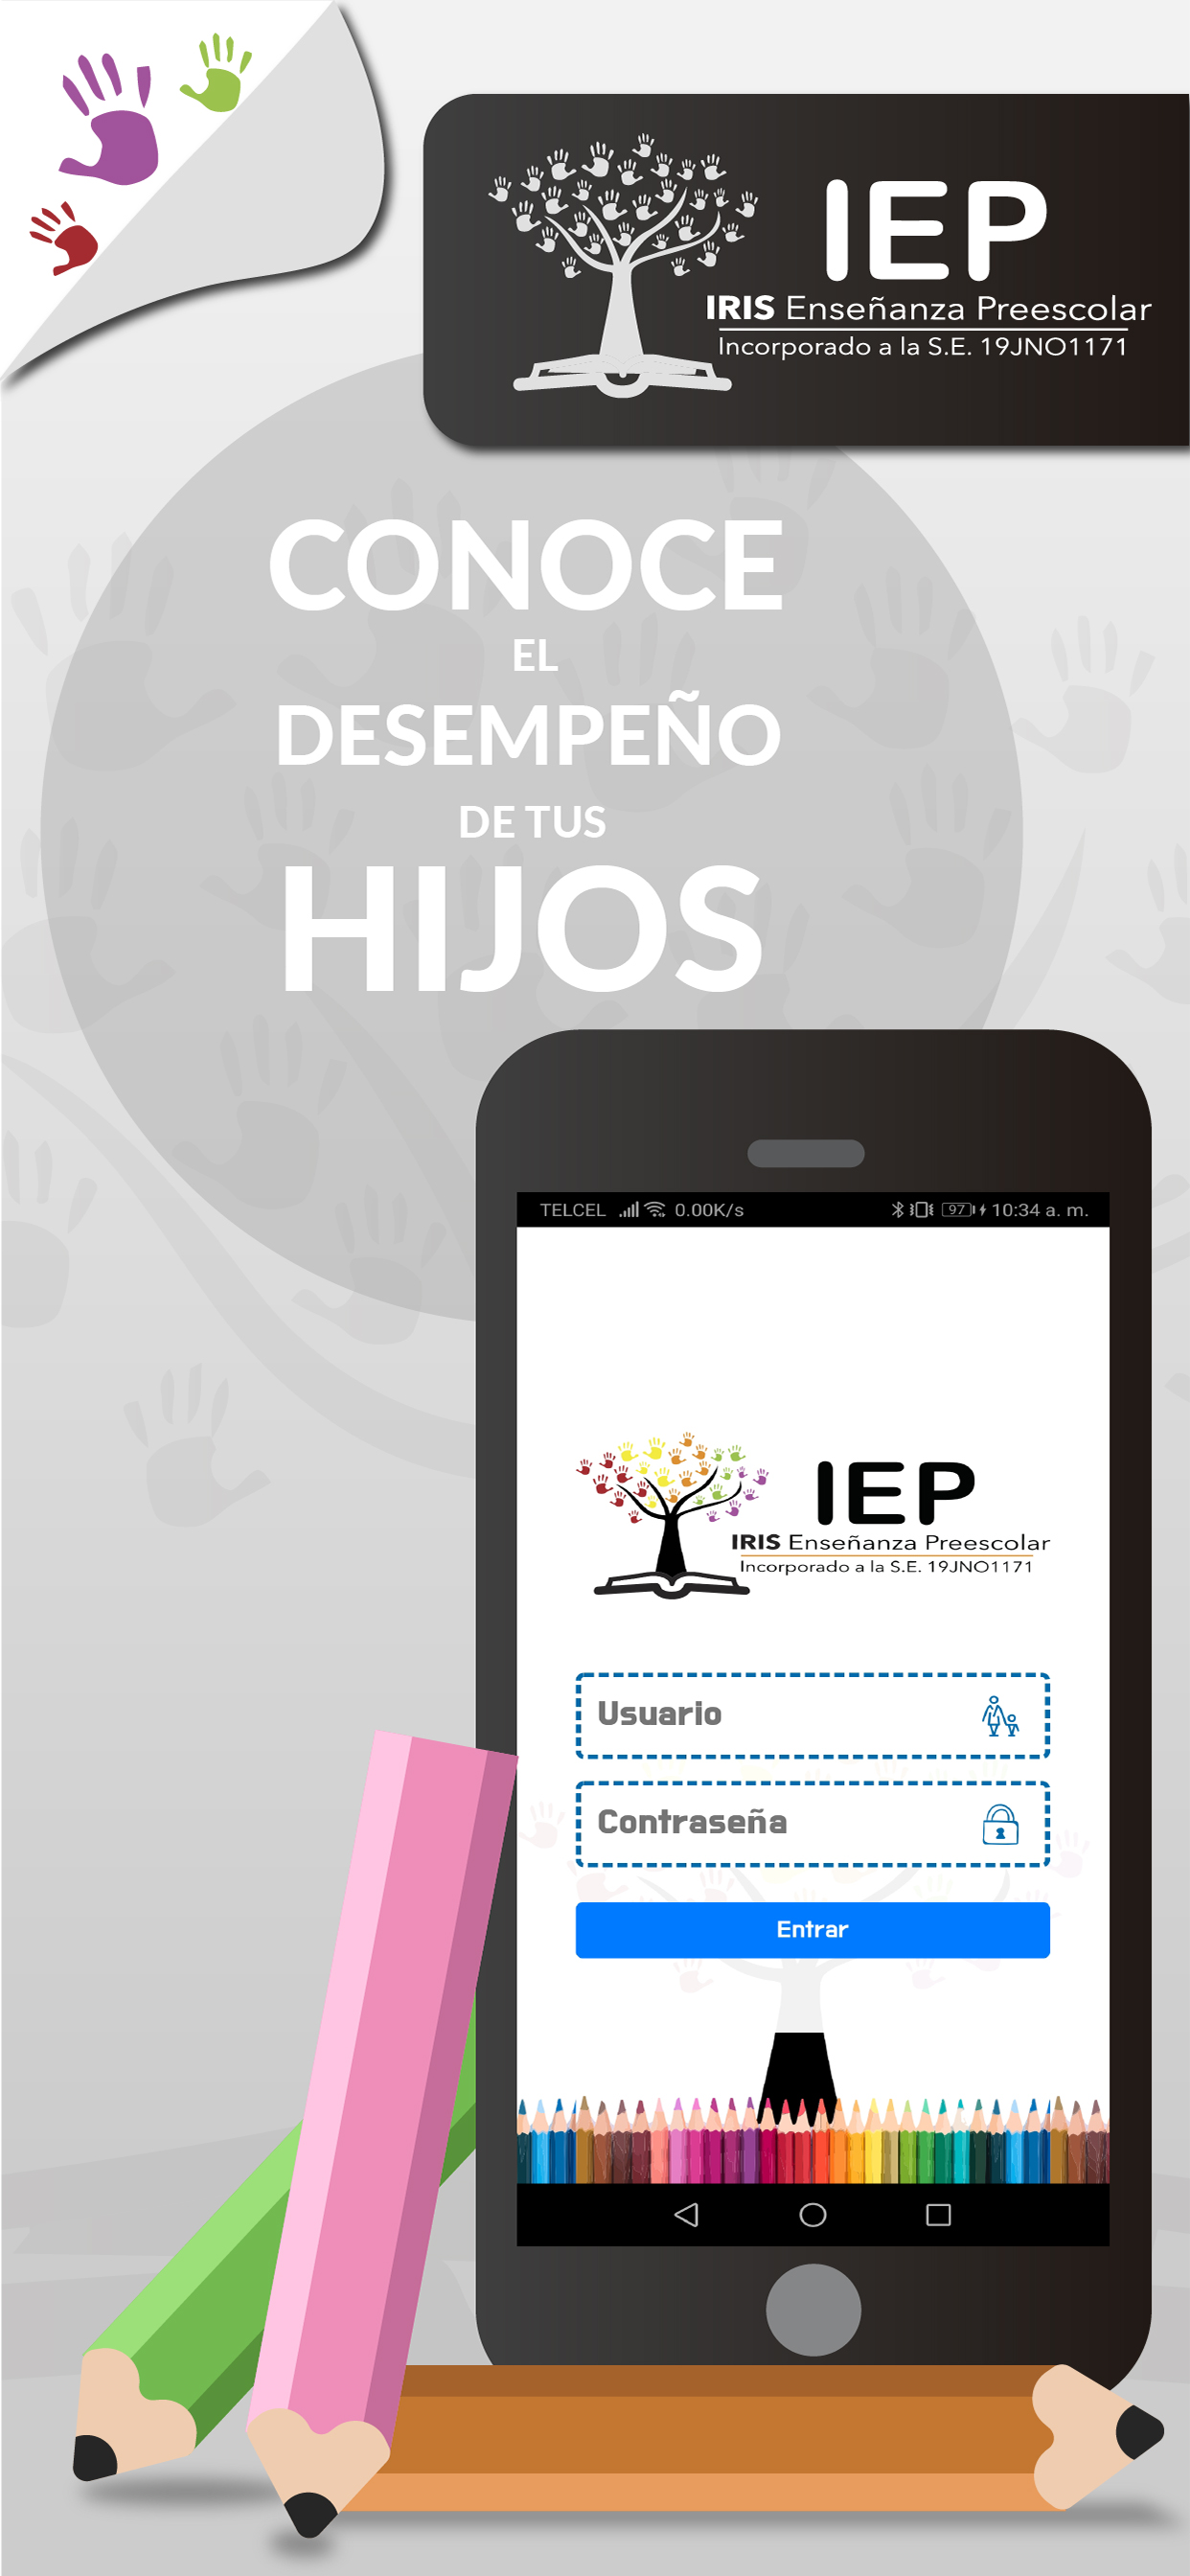 IEP
IRIS Enseñanza Preescolar
Incorporado a la S.E. 19JNO1171
CONOCE
EL
DESEMPEÑO
DE TUS
HIJOS
TELCEL 0.00K/s 97 10:34 a. m.
IEP
IRIS Enseñanza Preescolar
Incorporado a la S.E. 19JNO1171
Usuario
Contraseña
Entrar